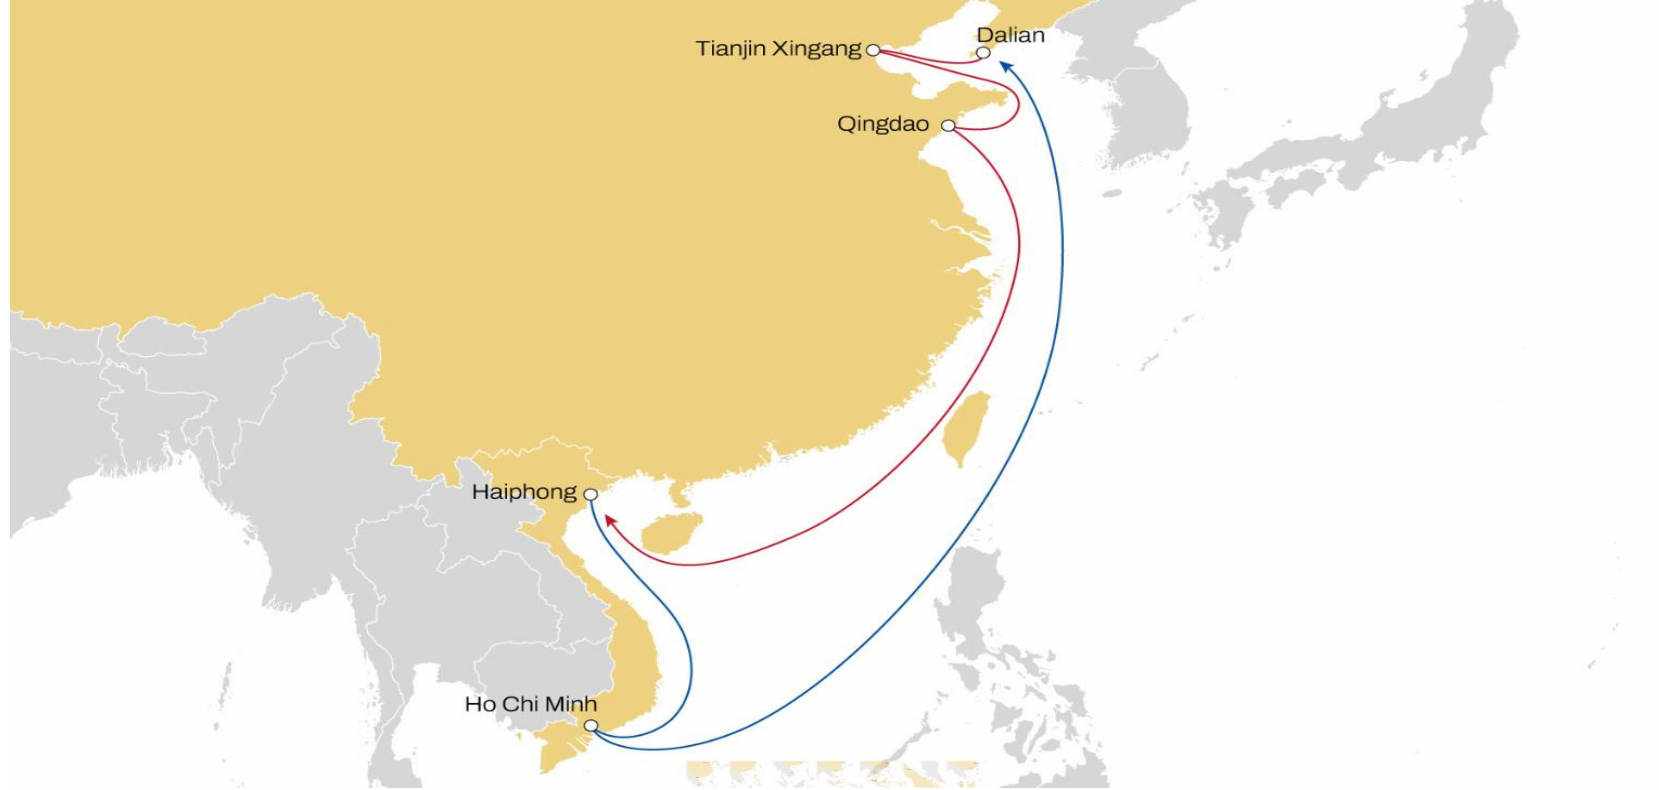 Dalian
Tianjin Xingang
Qingdao
Haiphong
Ho Chi Minh